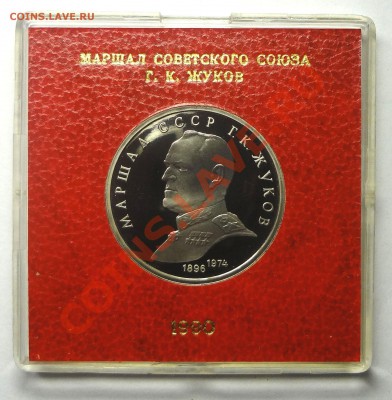 COINS.LAVE.RU
МАРШАЛ СОВЕТСКОГО СОЮЗА
Г. К. ЖУКОВ
МАРШАЛ СССР Г.К.ЖУКОВ
1896 1974
1990
COINS.LAVE.RU